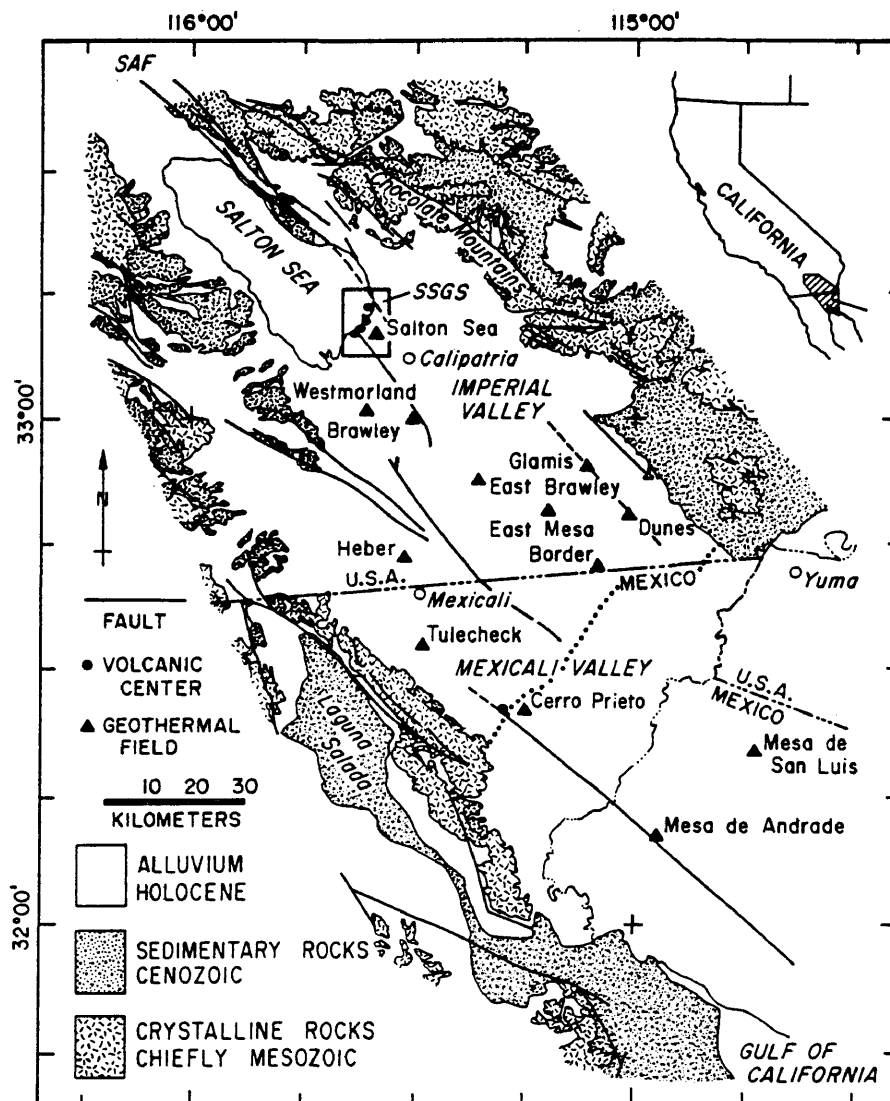 116°00'
115°00'
SAF
SALTON SEA
Chocolate
Mountains
CALIFORNIA
SSGS
Salton Sea
Calipatria
IMPERIAL
VALLEY
Westmorland
Brawley
33°00'
Glamis
East Brawley
East Mesa
Dunes
Border
N
Heber
U.S.A.
MEXICO
Yuma
Mexicali
FAULT
Tulecheck
MEXICALI VALLEY
VOLCANIC
CENTER
Cerro Prieto
U.S.A.
MEXICO
GEOTHERMAL
FIELD
Laguna
Salada
Mesa de
San Luis
10 20 30
KILOMETERS
Mesa de Andrade
ALLUVIUM
HOLOCENE
32°00'
SEDIMENTARY ROCKS
CENOZOIC
CRYSTALLINE ROCKS
CHIEFLY MESOZOIC
GULF OF
CALIFORNIA